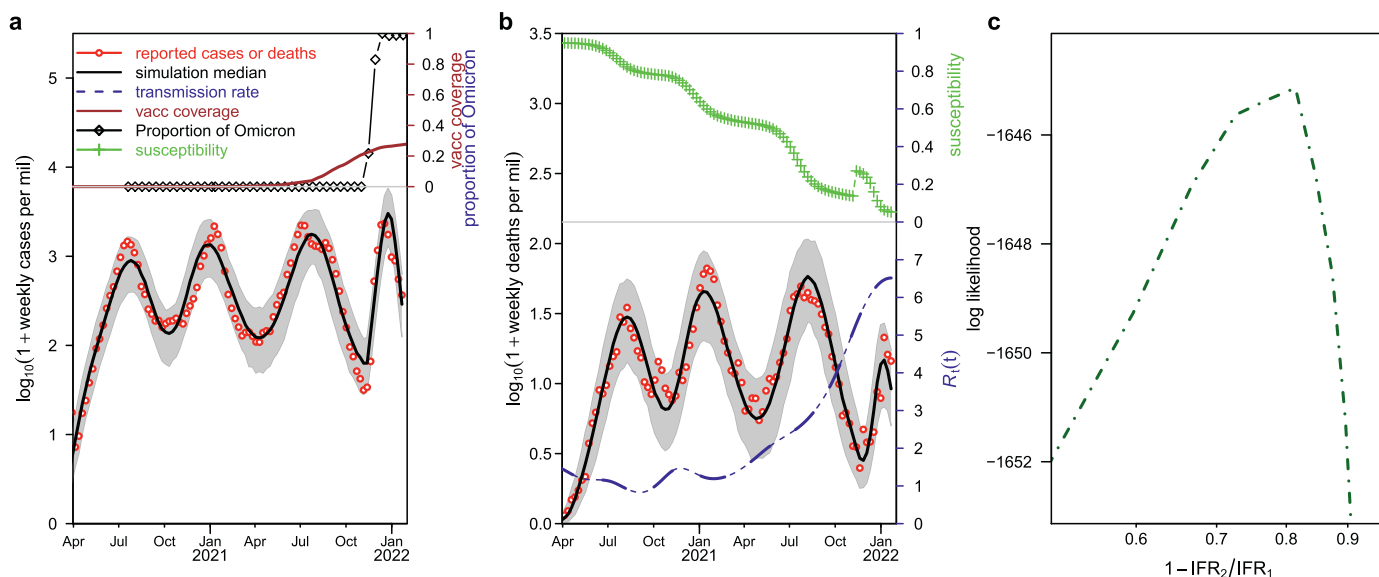 a
log10(1 + weekly cases per mil)
0
1
2
3
4
5
reported cases or deaths
simulation median
transmission rate
vacc coverage
Proportion of Omicron
susceptibility
0
0.2
0.4
0.6
0.8
1
vacc coverage
proportion of Omicron
Apr
Jul
Oct
Jan
Apr
Jul
Oct
Jan
2021
2022
b
log10(1 + weekly deaths per mil)
0.0
0.5
1.0
1.5
2.0
2.5
3.0
3.5
0
0.2
0.4
0.6
0.8
1
susceptibility
0
1
2
3
4
5
6
7
Rt(t)
Apr
Jul
Oct
Jan
Apr
Jul
Oct
Jan
2021
2022
c
log likelihood
−1646
−1648
−1650
−1652
0.6
0.7
0.8
0.9
1−IFR2/IFR1